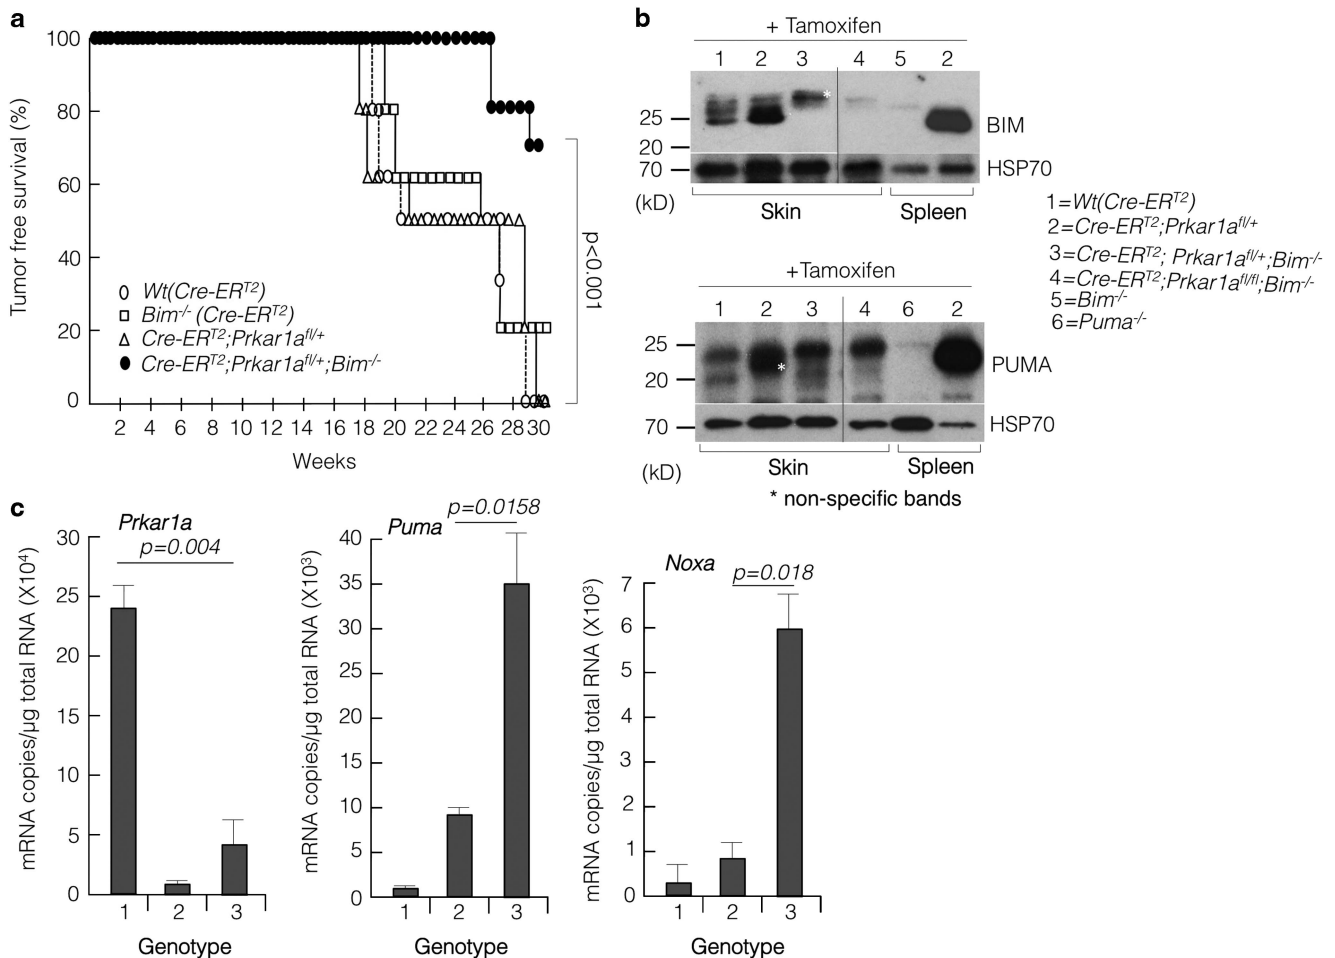 a
Tumor free survival (%)
100
80
60
40
20
0
2 4 6 8 10 12 14 16 18 20 22 24 26 28 30
Weeks
Wt(Cre-ER^T2)
Bim^-/- (Cre-ER^T2)
Cre-ER^T2;Prkar1a^fl/+
Cre-ER^T2;Prkar1a^fl/+;Bim^-/-
p<0.001
b
+ Tamoxifen
1 2 3 4 5 2
*
25
20
70
(kD)
BIM
HSP70
Skin
Spleen
+Tamoxifen
1 2 3 4 6 2
*
25
20
70
(kD)
PUMA
HSP70
Skin
Spleen
* non-specific bands
1=Wt(Cre-ER^T2)
2=Cre-ER^T2;Prkar1a^fl/+
3=Cre-ER^T2; Prkar1a^fl/+;Bim^-/-
4=Cre-ER^T2;Prkar1a^fl/fl;Bim^-/-
5=Bim^-/-
6=Puma^-/-
c
Prkar1a
p=0.004
mRNA copies/µg total RNA (X10^4)
30
25
20
15
10
5
0
1 2 3
Genotype
Puma
p=0.0158
mRNA copies/µg total RNA (X10^3)
40
35
30
25
20
15
10
5
0
1 2 3
Genotype
Noxa
p=0.018
mRNA copies/µg total RNA (X10^3)
7
6
5
4
3
2
1
0
1 2 3
Genotype